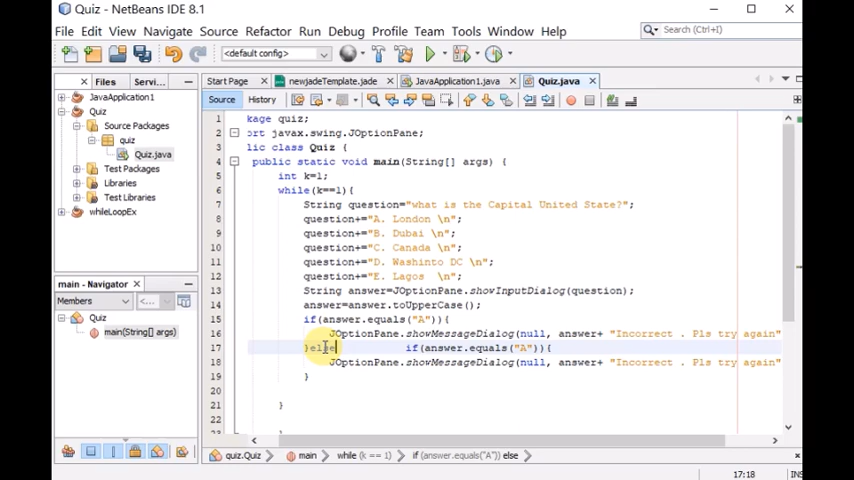 Quiz - NetBeans IDE 8.1
File Edit View Navigate Source Refactor Run Debug Profile Team Tools Window Help
Search (Ctrl+I)
<default config>
Files Servi...
Start Page newjadeTemplate.jade JavaApplication1.java Quiz.java
JavaApplication1
Quiz
Source Packages
quiz
Quiz.java
Test Packages
Libraries
Test Libraries
whileLoopEx
Source History
1 kage quiz;
2 ort javax.swing.JOptionPane;
3 lic class Quiz {
4 public static void main(String[] args) {
5 int k=1;
6 while(k==1){
7 String question="what is the Capital United State?";
8 question+="A. London \n";
9 question+="B. Dubai \n";
10 question+="C. Canada \n";
11 question+="D. Washinto DC \n";
12 question+="E. Lagos \n";
13 String answer=JOptionPane.showInputDialog(question);
14 answer=answer.toUpperCase();
15 if(answer.equals("A")){
16 JOptionPane.showMessageDialog(null, answer+ "Incorrect . Pls try again"
17 }else if(answer.equals("A")){
18 JOptionPane.showMessageDialog(null, answer+ "Incorrect . Pls try again"
19 }
20
21 }
22
23 }
main - Navigator
Members <...
Quiz
main(String[] args)
quiz.Quiz main while (k == 1) if (answer.equals("A")) else
17:18 INS